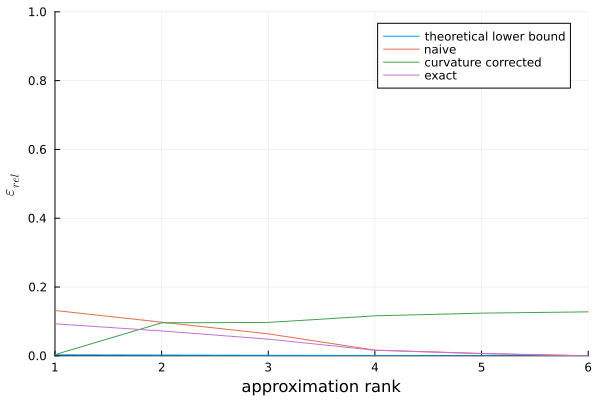 1.0
theoretical lower bound
naive
curvature corrected
exact
0.8
0.6
ε_rel
0.4
0.2
0.0
1 2 3 4 5 6
approximation rank